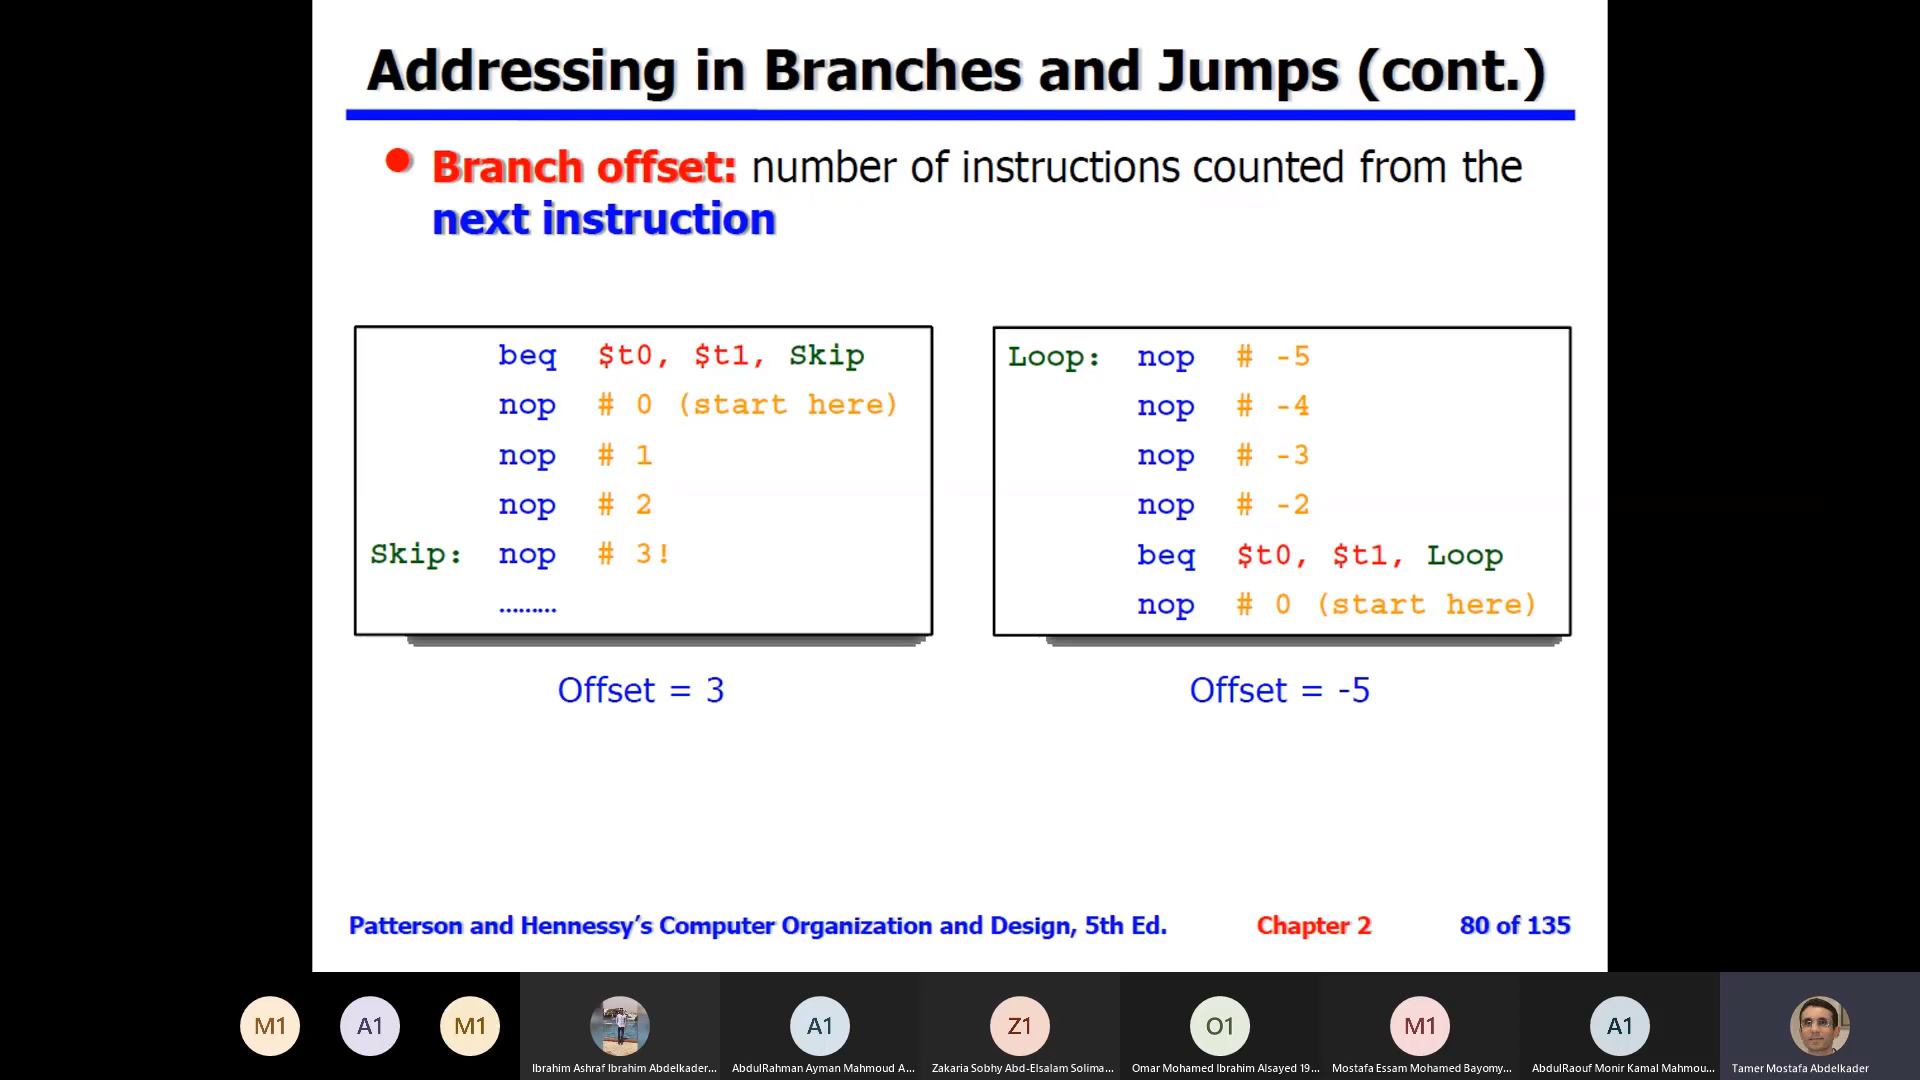 Addressing in Branches and Jumps (cont.)
Branch offset: number of instructions counted from the
next instruction
beq $t0, $t1, Skip
nop # 0 (start here)
nop # 1
nop # 2
Skip: nop # 3!
.........
Offset = 3
Loop: nop # -5
nop # -4
nop # -3
nop # -2
beq $t0, $t1, Loop
nop # 0 (start here)
Offset = -5
Patterson and Hennessy's Computer Organization and Design, 5th Ed. Chapter 2 80 of 135
M1 A1 M1 A1 Z1 O1 M1 A1
Ibrahim Ashraf Ibrahim Abdelkader...
AbdulRahman Ayman Mahmoud A...
Zakaria Sobhy Abd-Elsalam Solima...
Omar Mohamed Ibrahim Alsayed 19...
Mostafa Essam Mohamed Bayomy...
AbdulRaouf Monir Kamal Mahmou...
Tamer Mostafa Abdelkader